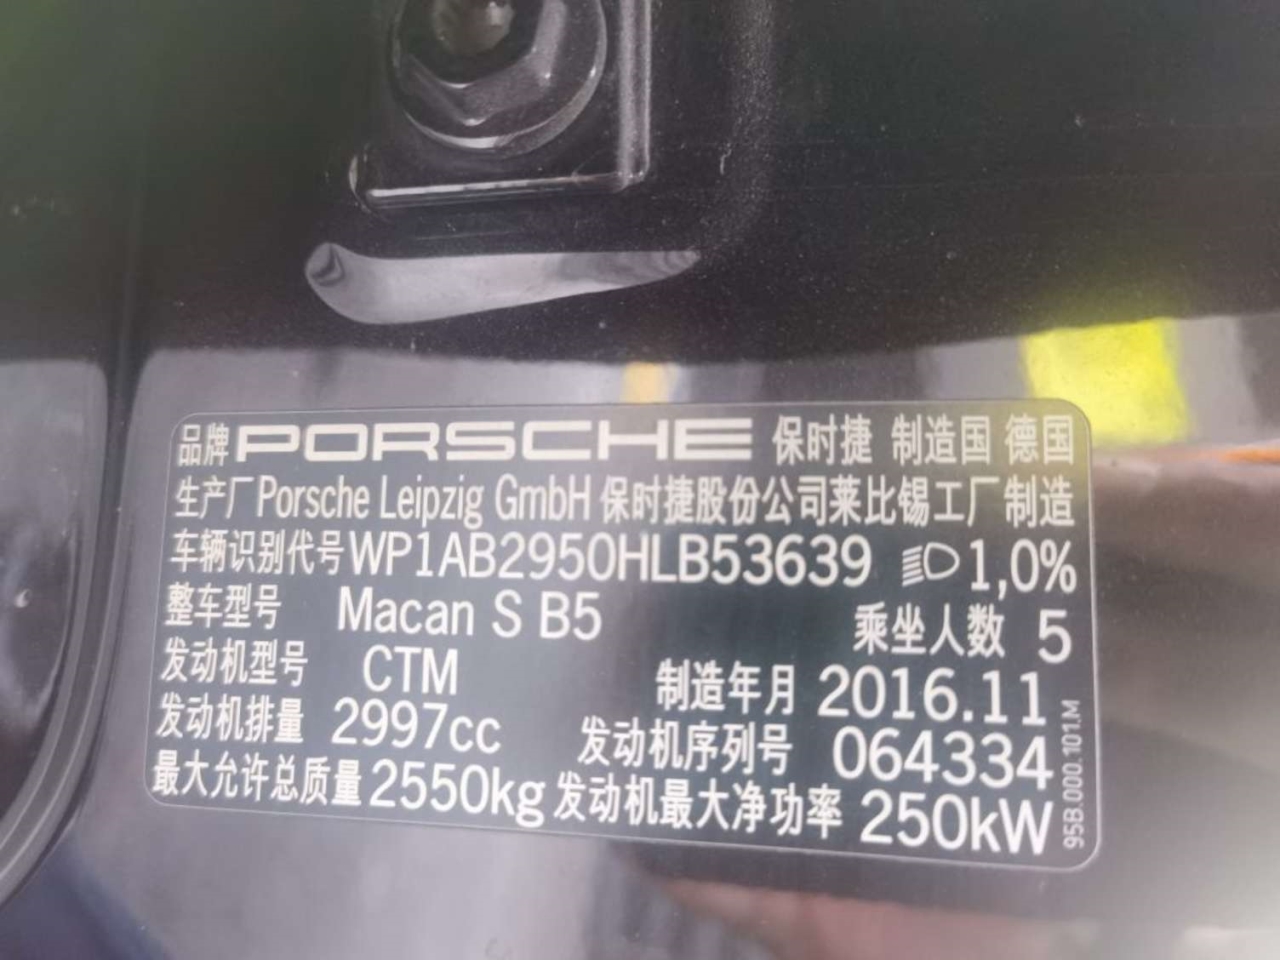 品牌 PORSCHE 保时捷 制造国 德国
生产厂 Porsche Leipzig GmbH 保时捷股份公司莱比锡工厂 制造
车辆识别代号 WP1AB2950HLB53639 1,0%
整车型号 Macan S B5 乘坐人数 5
发动机型号 CTM 制造年月 2016.11
发动机排量 2997cc 发动机序列号 064334
最大允许总质量 2550kg 发动机最大净功率 250kW
95B.000.101.M